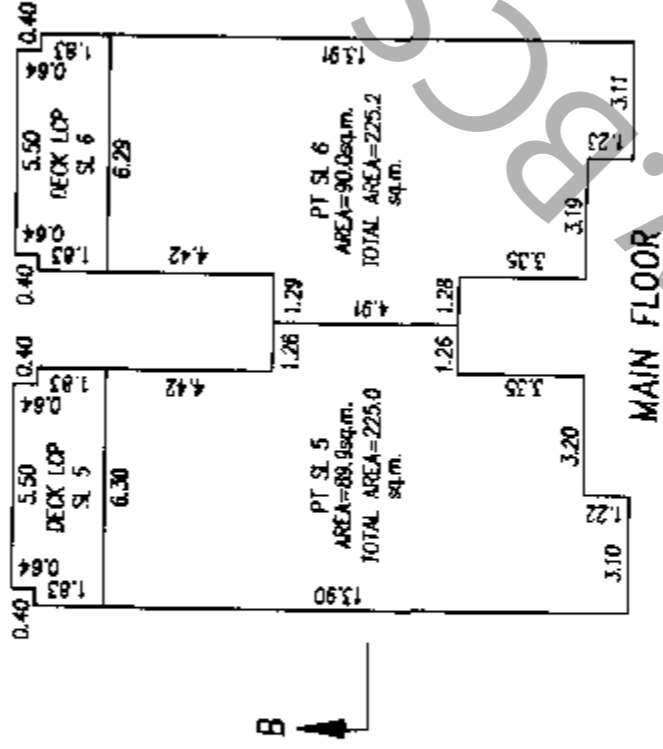 0.40
5.50
0.40
0.40
5.50
0.40
0.64
0.64
0.64
0.64
DECK LCP
SL 5
DECK LCP
SL 6
1.83
1.83
1.83
1.83
6.30
6.29
4.42
4.42
13.90
13.91
1.26
1.29
4.91
PT SL 5
AREA=89.9sq.m.
TOTAL AREA=225.0
sq.m.
PT SL 6
AREA=90.0sq.m.
TOTAL AREA=225.2
sq.m.
1.26
1.28
3.35
3.35
3.20
3.19
1.22
1.23
3.10
3.11
B
MAIN FLOOR